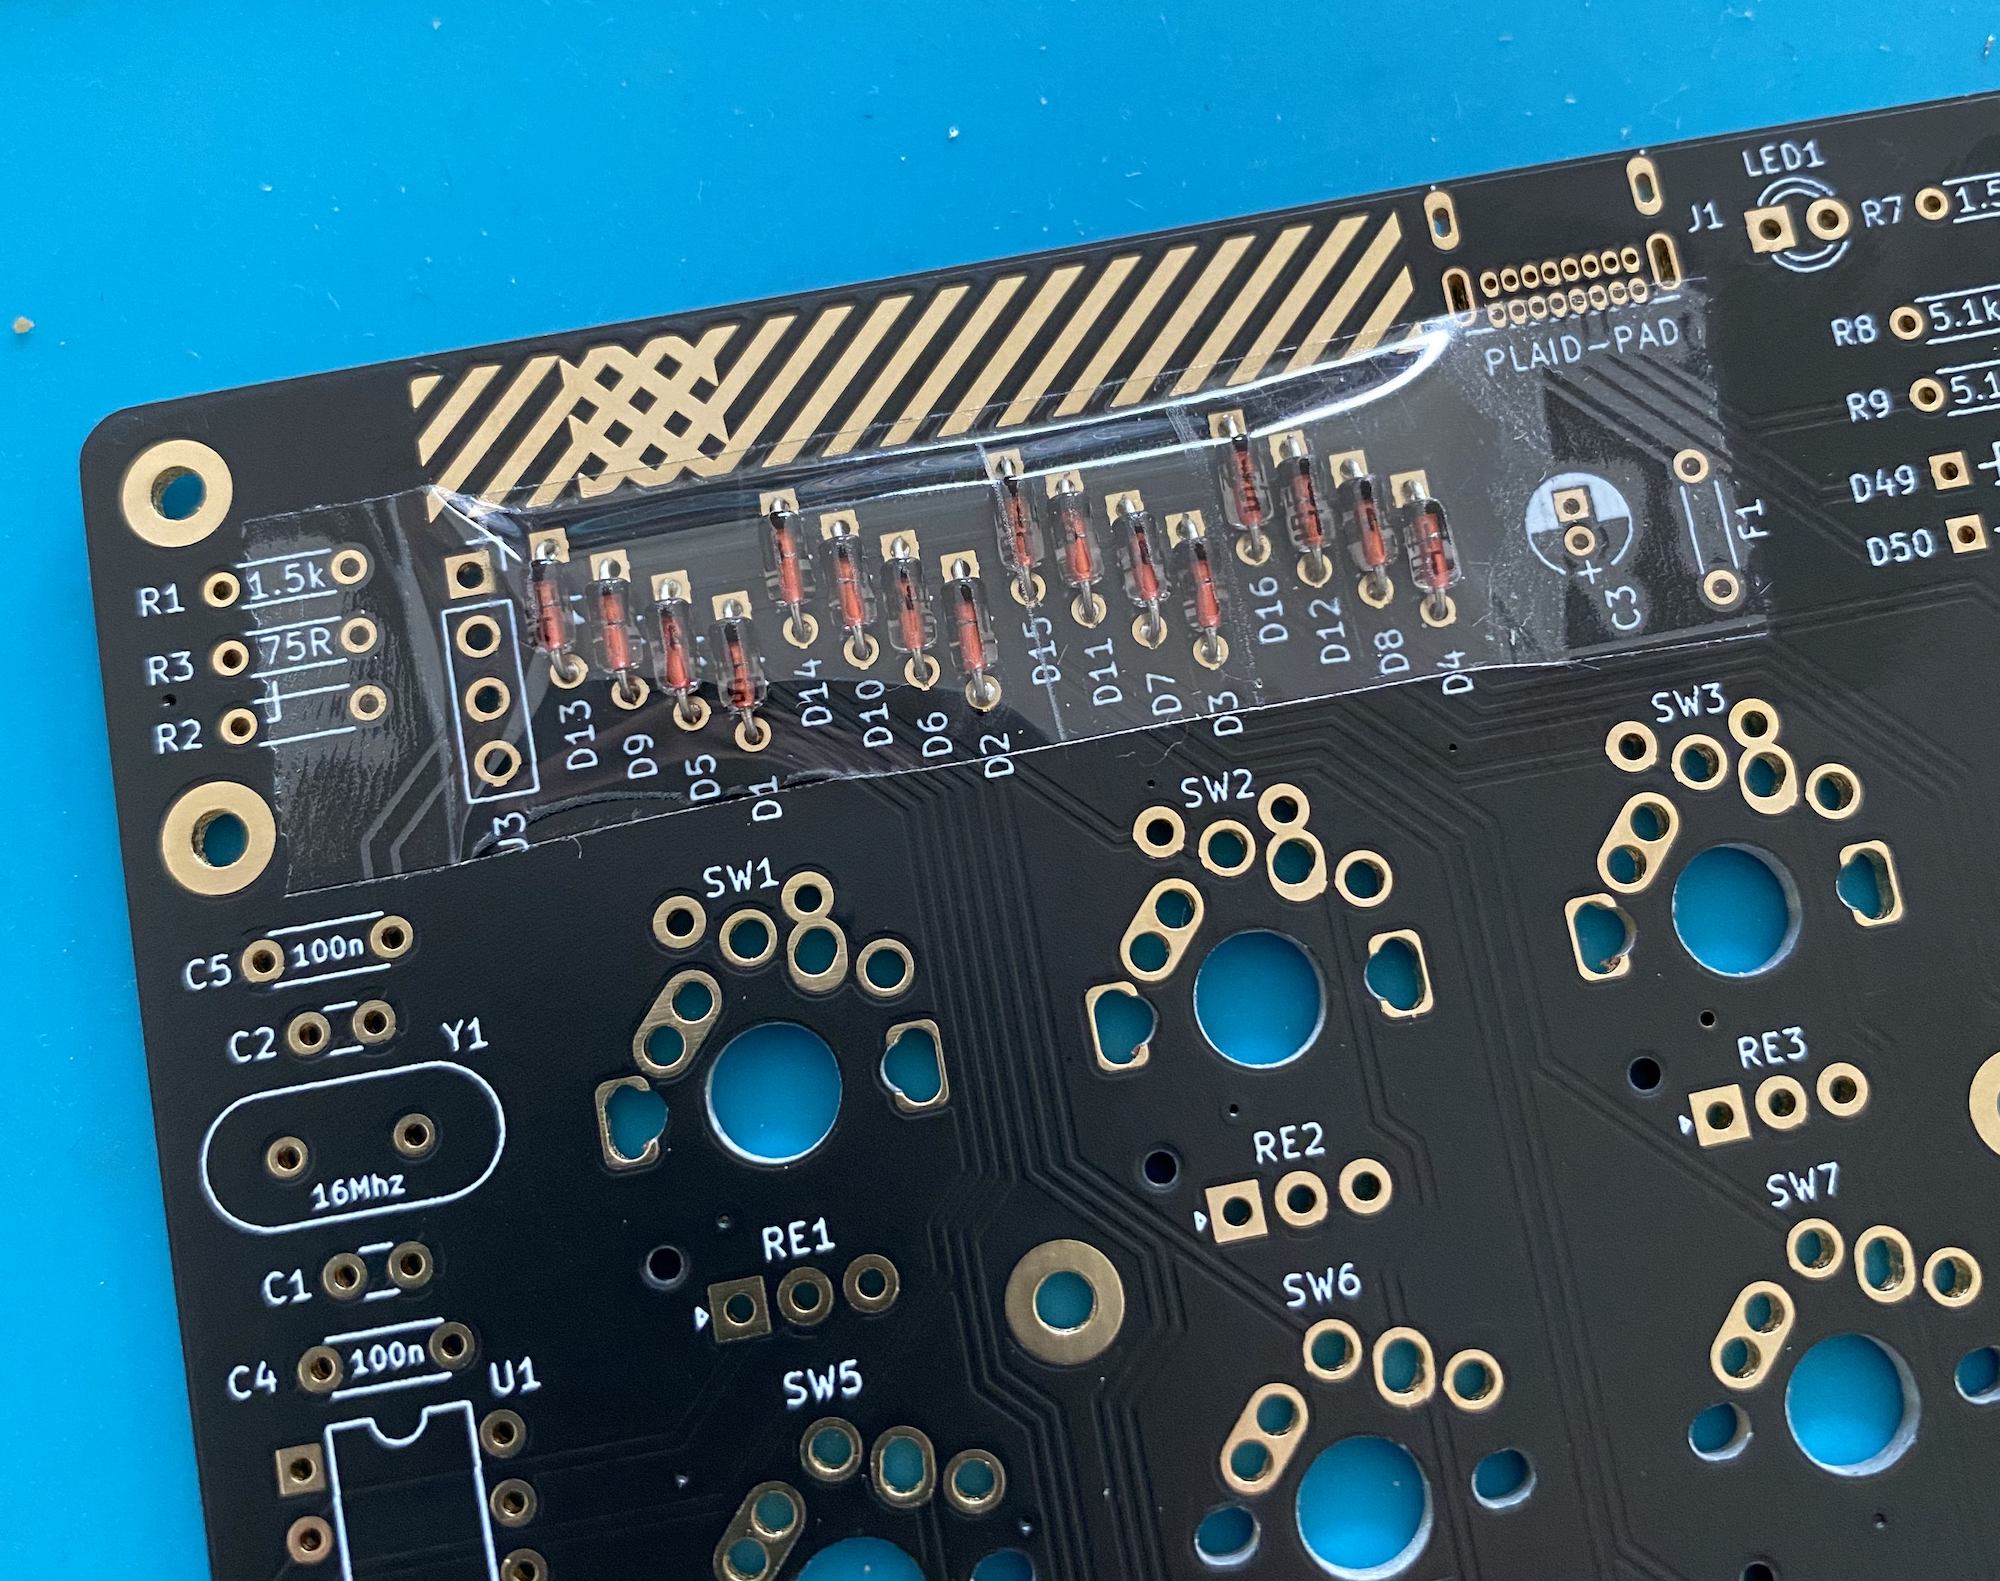 LED1
J1
R7 1.5
PLAID-PAD
R8 5.1k
R9 5.1
D49
D50
F1
C3
+
R1 1.5k
R3 75R
R2
J3
D13
D9
D5
D1
D14
D10
D6
D2
D15
D11
D7
D3
D16
D12
D8
D4
SW3
SW2
SW1
C5 100n
C2
Y1
16Mhz
RE3
RE2
RE1
SW7
SW6
C1
C4 100n
U1
SW5